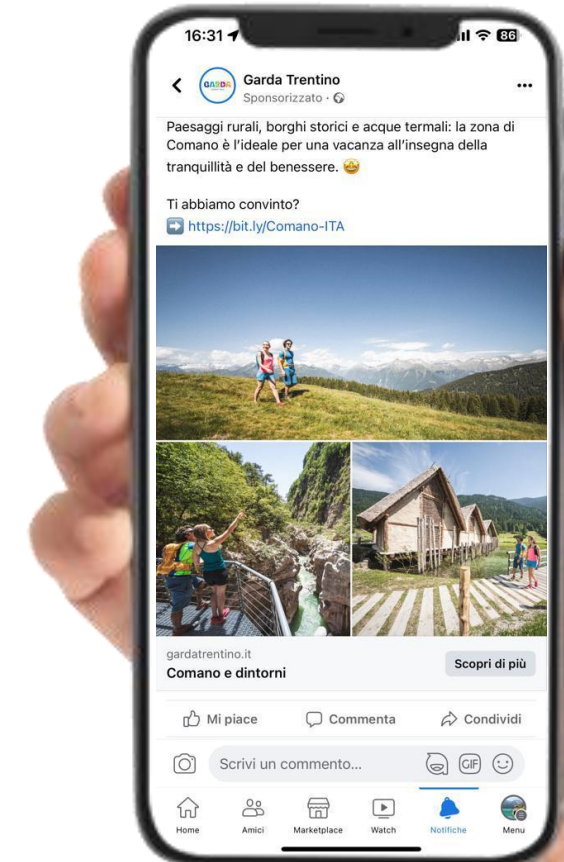 16:31
86
GARDA
Garda Trentino
Sponsorizzato ·
Paesaggi rurali, borghi storici e acque termali: la zona di
Comano è l'ideale per una vacanza all'insegna della
tranquillità e del benessere.
Ti abbiamo convinto?
https://bit.ly/Comano-ITA
gardatrentino.it
Comano e dintorni
Scopri di più
Mi piace
Commenta
Condividi
Scrivi un commento...
GIF
Home
Amici
Marketplace
Watch
Notifiche
Menu